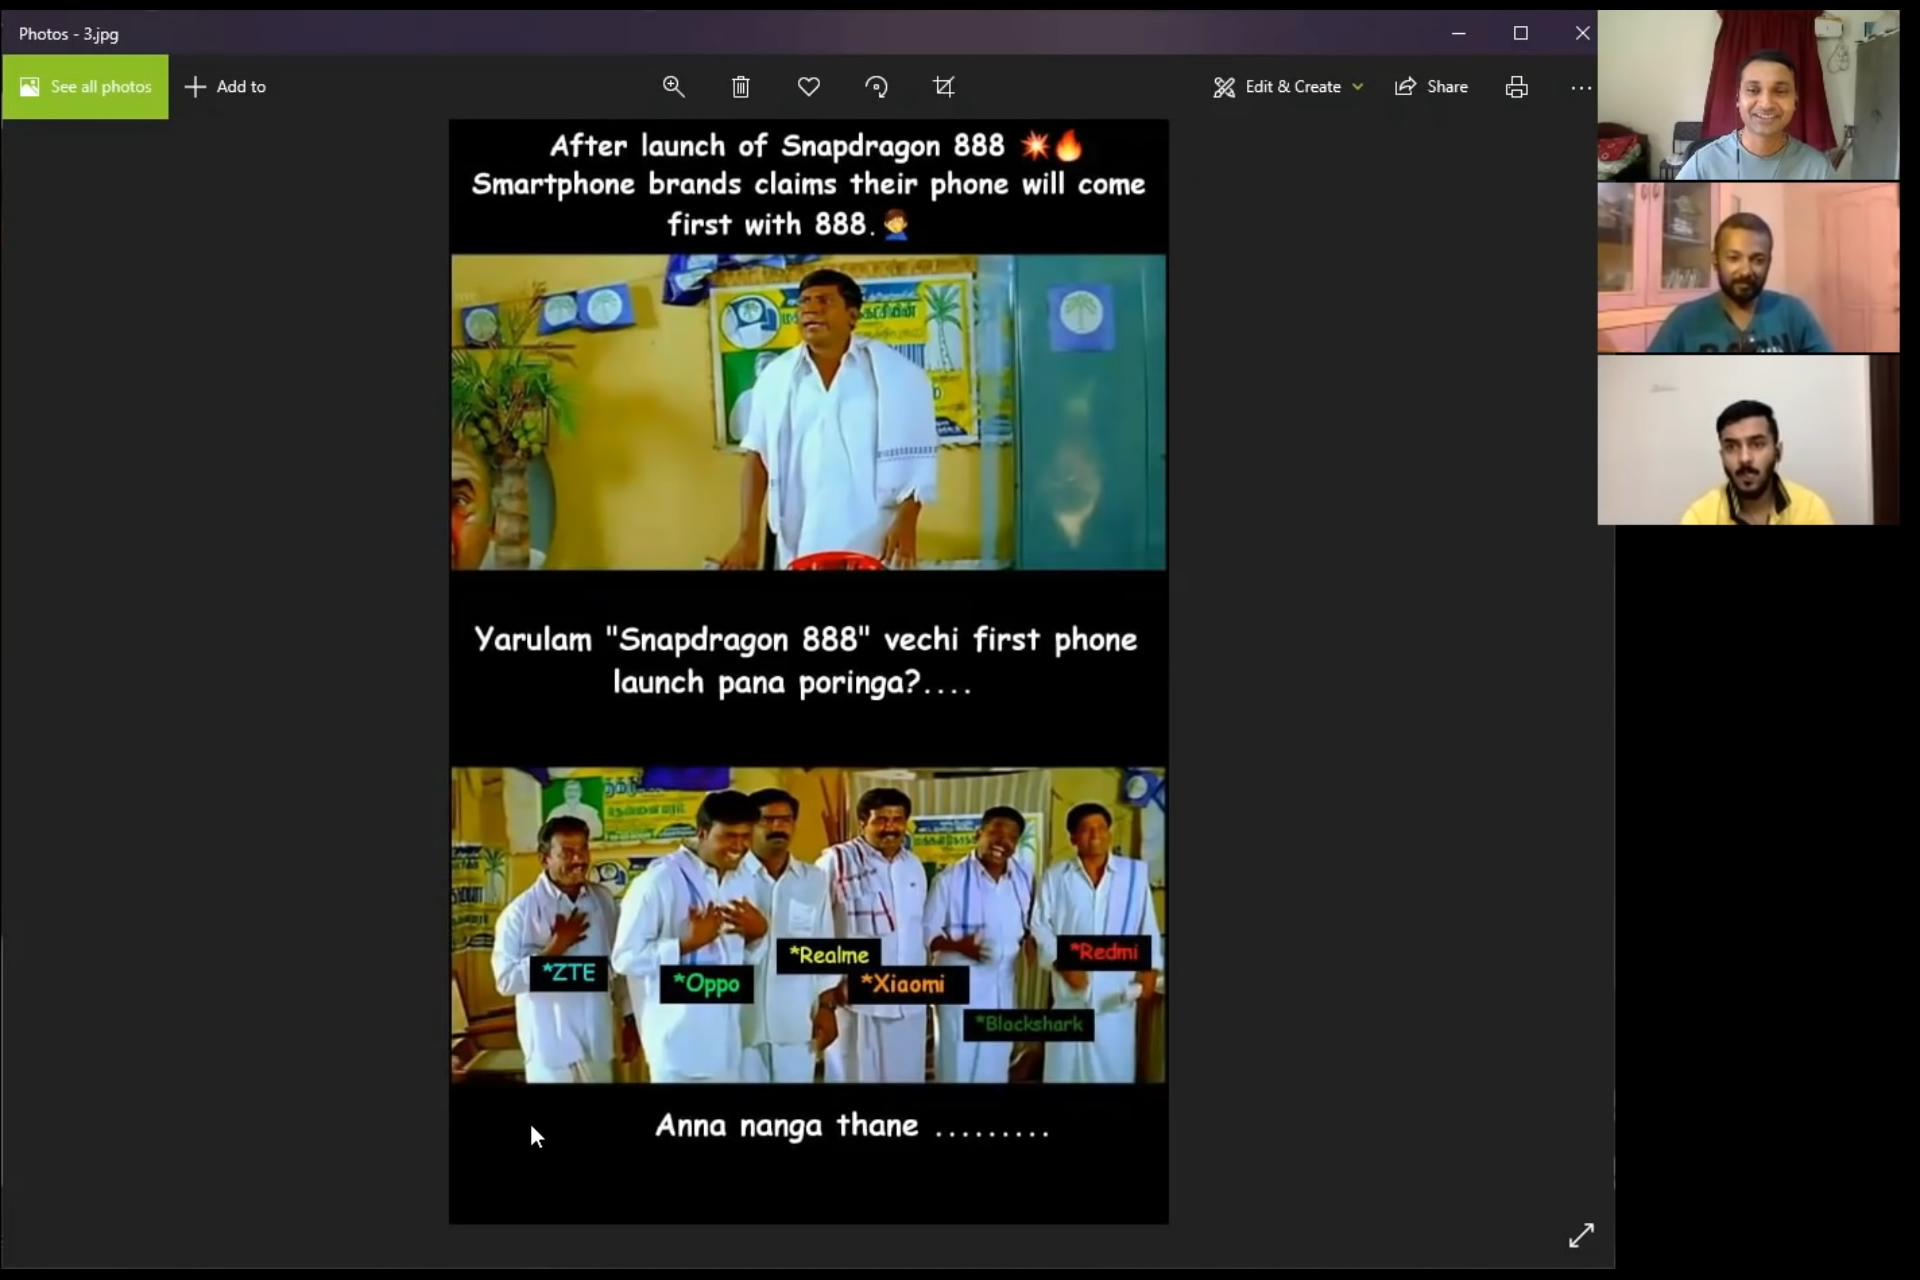 Photos - 3.jpg
See all photos
Add to
Edit & Create
Share
After launch of Snapdragon 888 💥🔥
Smartphone brands claims their phone will come
first with 888. 🤦
Yarulam "Snapdragon 888" vechi first phone
launch pana poringa?....
*ZTE
*Oppo
*Realme
*Xiaomi
*Blackshark
*Redmi
Anna nanga thane .........